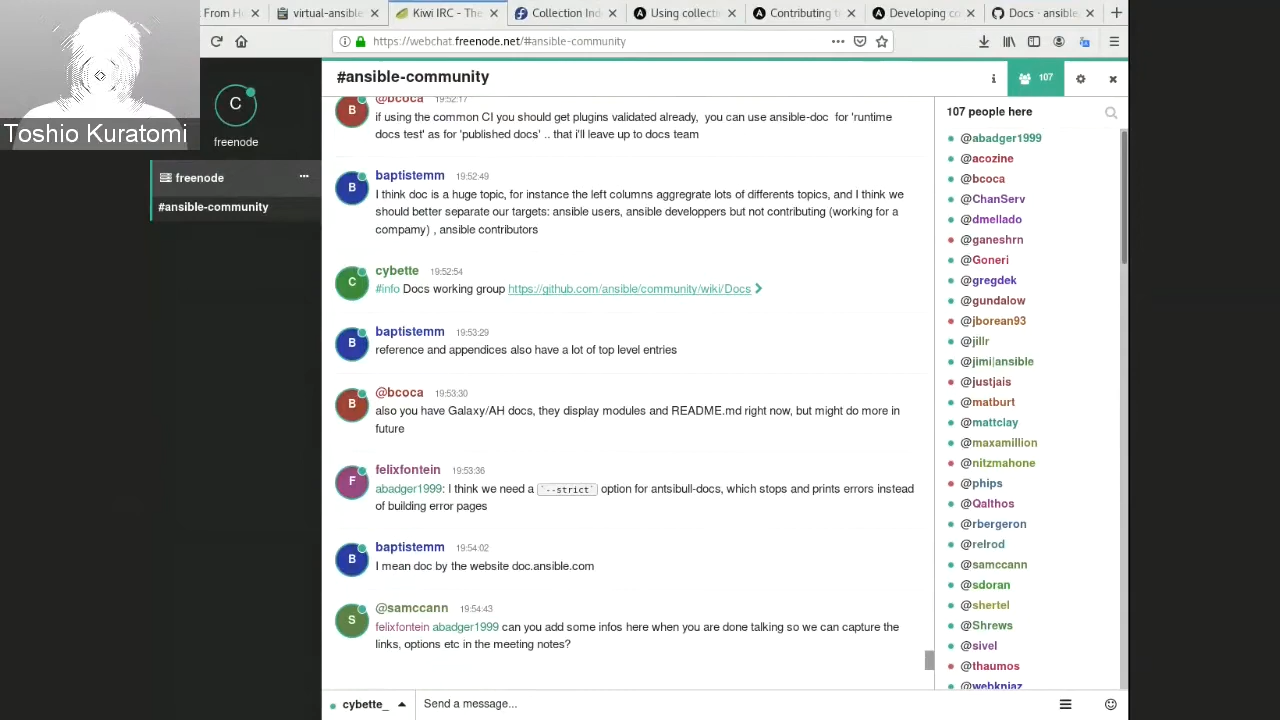 From H
virtual-ansible
Kiwi IRC - The
Collection Ind
Using collecti
Contributing t
Developing co
Docs · ansible
https://webchat.freenode.net/#ansible-community
Toshio Kuratomi
C
freenode
freenode
#ansible-community
#ansible-community
107
@bcoca 19:52:17
B
if using the common CI you should get plugins validated already, you can use ansible-doc for 'runtime
docs test' as for 'published docs' .. that i'll leave up to docs team
baptistemm 19:52:49
B
I think doc is a huge topic, for instance the left columns aggregrate lots of differents topics, and I think we
should better separate our targets: ansible users, ansible developpers but not contributing (working for a
compamy) , ansible contributors
cybette 19:52:54
C
#info Docs working group https://github.com/ansible/community/wiki/Docs
baptistemm 19:53:29
B
reference and appendices also have a lot of top level entries
@bcoca 19:53:30
B
also you have Galaxy/AH docs, they display modules and README.md right now, but might do more in
future
felixfontein 19:53:36
F
abadger1999: I think we need a `--strict` option for antsibull-docs, which stops and prints errors instead
of building error pages
baptistemm 19:54:02
B
I mean doc by the website doc.ansible.com
@samccann 19:54:43
S
felixfontein abadger1999 can you add some infos here when you are done talking so we can capture the
links, options etc in the meeting notes?
cybette_
Send a message...
107 people here
@abadger1999
@acozine
@bcoca
@ChanServ
@dmellado
@ganeshrn
@Goneri
@gregdek
@gundalow
@jborean93
@jillr
@jimi|ansible
@justjais
@matburt
@mattclay
@maxamillion
@nitzmahone
@phips
@Qalthos
@rbergeron
@relrod
@samccann
@sdoran
@shertel
@Shrews
@sivel
@thaumos
@webkniaz